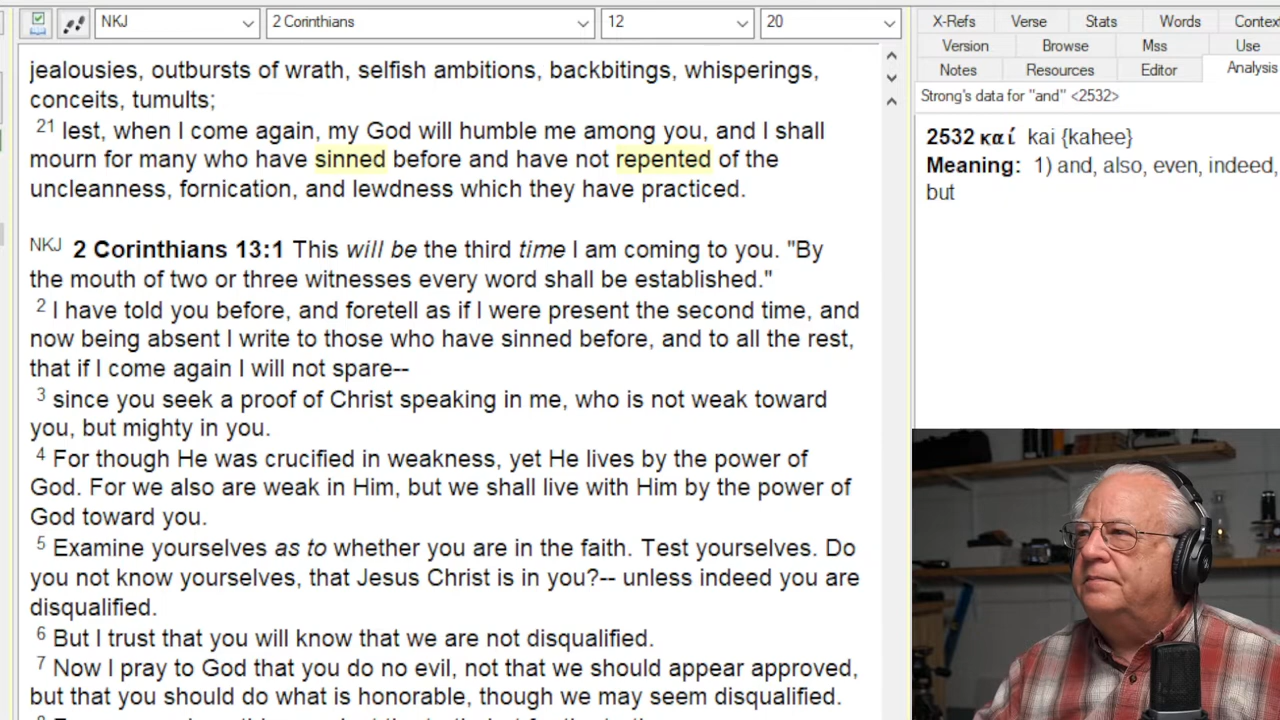 NKJ 2 Corinthians 12 20
X-Refs Verse Stats Words Context
Version Browse Mss Use
Notes Resources Editor Analysis
Strong's data for "and" <2532>
jealousies, outbursts of wrath, selfish ambitions, backbitings, whisperings,
conceits, tumults;
21 lest, when I come again, my God will humble me among you, and I shall
mourn for many who have sinned before and have not repented of the
uncleanness, fornication, and lewdness which they have practiced.
NKJ 2 Corinthians 13:1 This will be the third time I am coming to you. "By
the mouth of two or three witnesses every word shall be established."
2 I have told you before, and foretell as if I were present the second time, and
now being absent I write to those who have sinned before, and to all the rest,
that if I come again I will not spare--
3 since you seek a proof of Christ speaking in me, who is not weak toward
you, but mighty in you.
4 For though He was crucified in weakness, yet He lives by the power of
God. For we also are weak in Him, but we shall live with Him by the power of
God toward you.
5 Examine yourselves as to whether you are in the faith. Test yourselves. Do
you not know yourselves, that Jesus Christ is in you?-- unless indeed you are
disqualified.
6 But I trust that you will know that we are not disqualified.
7 Now I pray to God that you do no evil, not that we should appear approved,
but that you should do what is honorable, though we may seem disqualified.
2532 καί kai {kahee}
Meaning: 1) and, also, even, indeed,
but